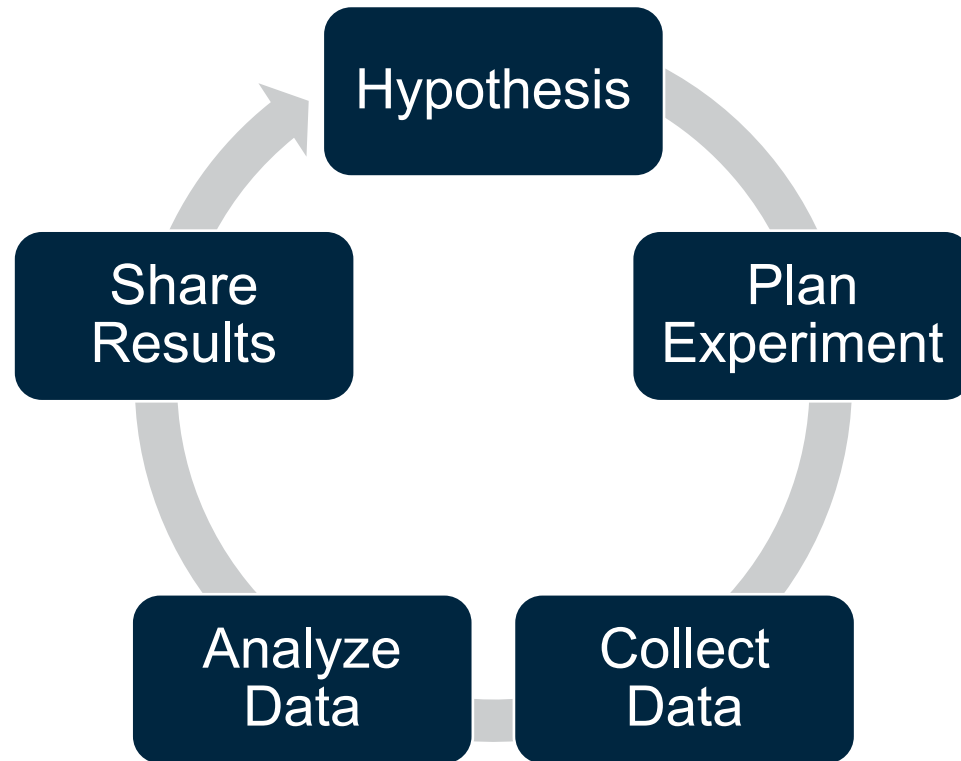 Hypothesis
Plan
Experiment
Collect
Data
Analyze
Data
Share
Results